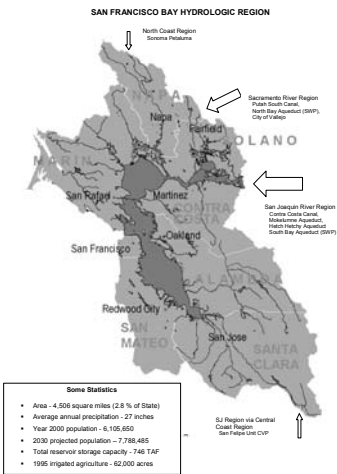 SAN FRANCISCO BAY HYDROLOGIC REGION
North Coast Region
Sonoma Petaluma
Sacramento River Region
Putah South Canal,
North Bay Aqueduct (SWP),
City of Vallejo
NAPA
Napa
Fairfield
SOLANO
MARIN
San Rafael
Martinez
CONTRA
COSTA
San Joaquin River Region
Contra Costa Canal,
Mokelumne Aqueduct,
Hetch Hetchy Aqueduct
South Bay Aqueduct (SWP)
Oakland
San Francisco
ALAMEDA
Redwood City
SAN
MATEO
San Jose
SANTA
CLARA
Some Statistics
• Area - 4,506 square miles (2.8 % of State)
• Average annual precipitation - 27 inches
• Year 2000 population - 6,105,650
• 2030 projected population – 7,788,485
• Total reservoir storage capacity - 746 TAF
• 1995 irrigated agriculture - 62,000 acres
SJ Region via Central
Coast Region
San Felipe Unit CVP